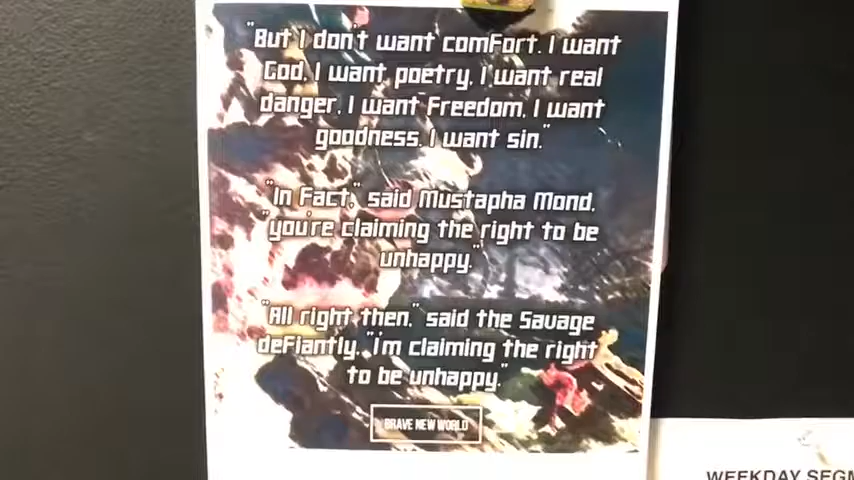 "But I don't want comfort. I want
God, I want poetry, I want real
danger, I want freedom, I want
goodness. I want sin."
"In fact," said Mustapha Mond,
"you're claiming the right to be
unhappy."
"All right then," said the Savage
defiantly, "I'm claiming the right
to be unhappy."
BRAVE NEW WORLD
WEEKDAY